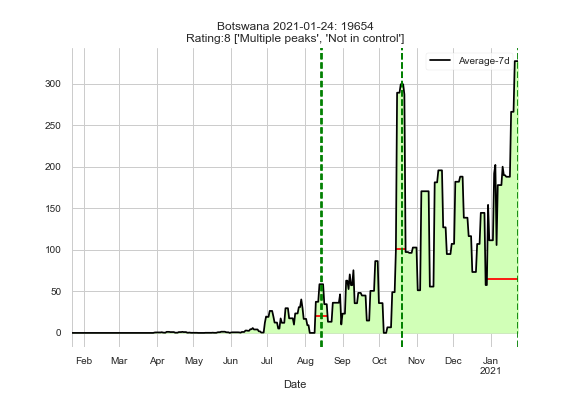 Botswana 2021-01-24: 19654
Rating:8 ['Multiple peaks', 'Not in control']
Average-7d
300
250
200
150
100
50
0
Feb Mar Apr May Jun Jul Aug Sep Oct Nov Dec Jan
2021
Date